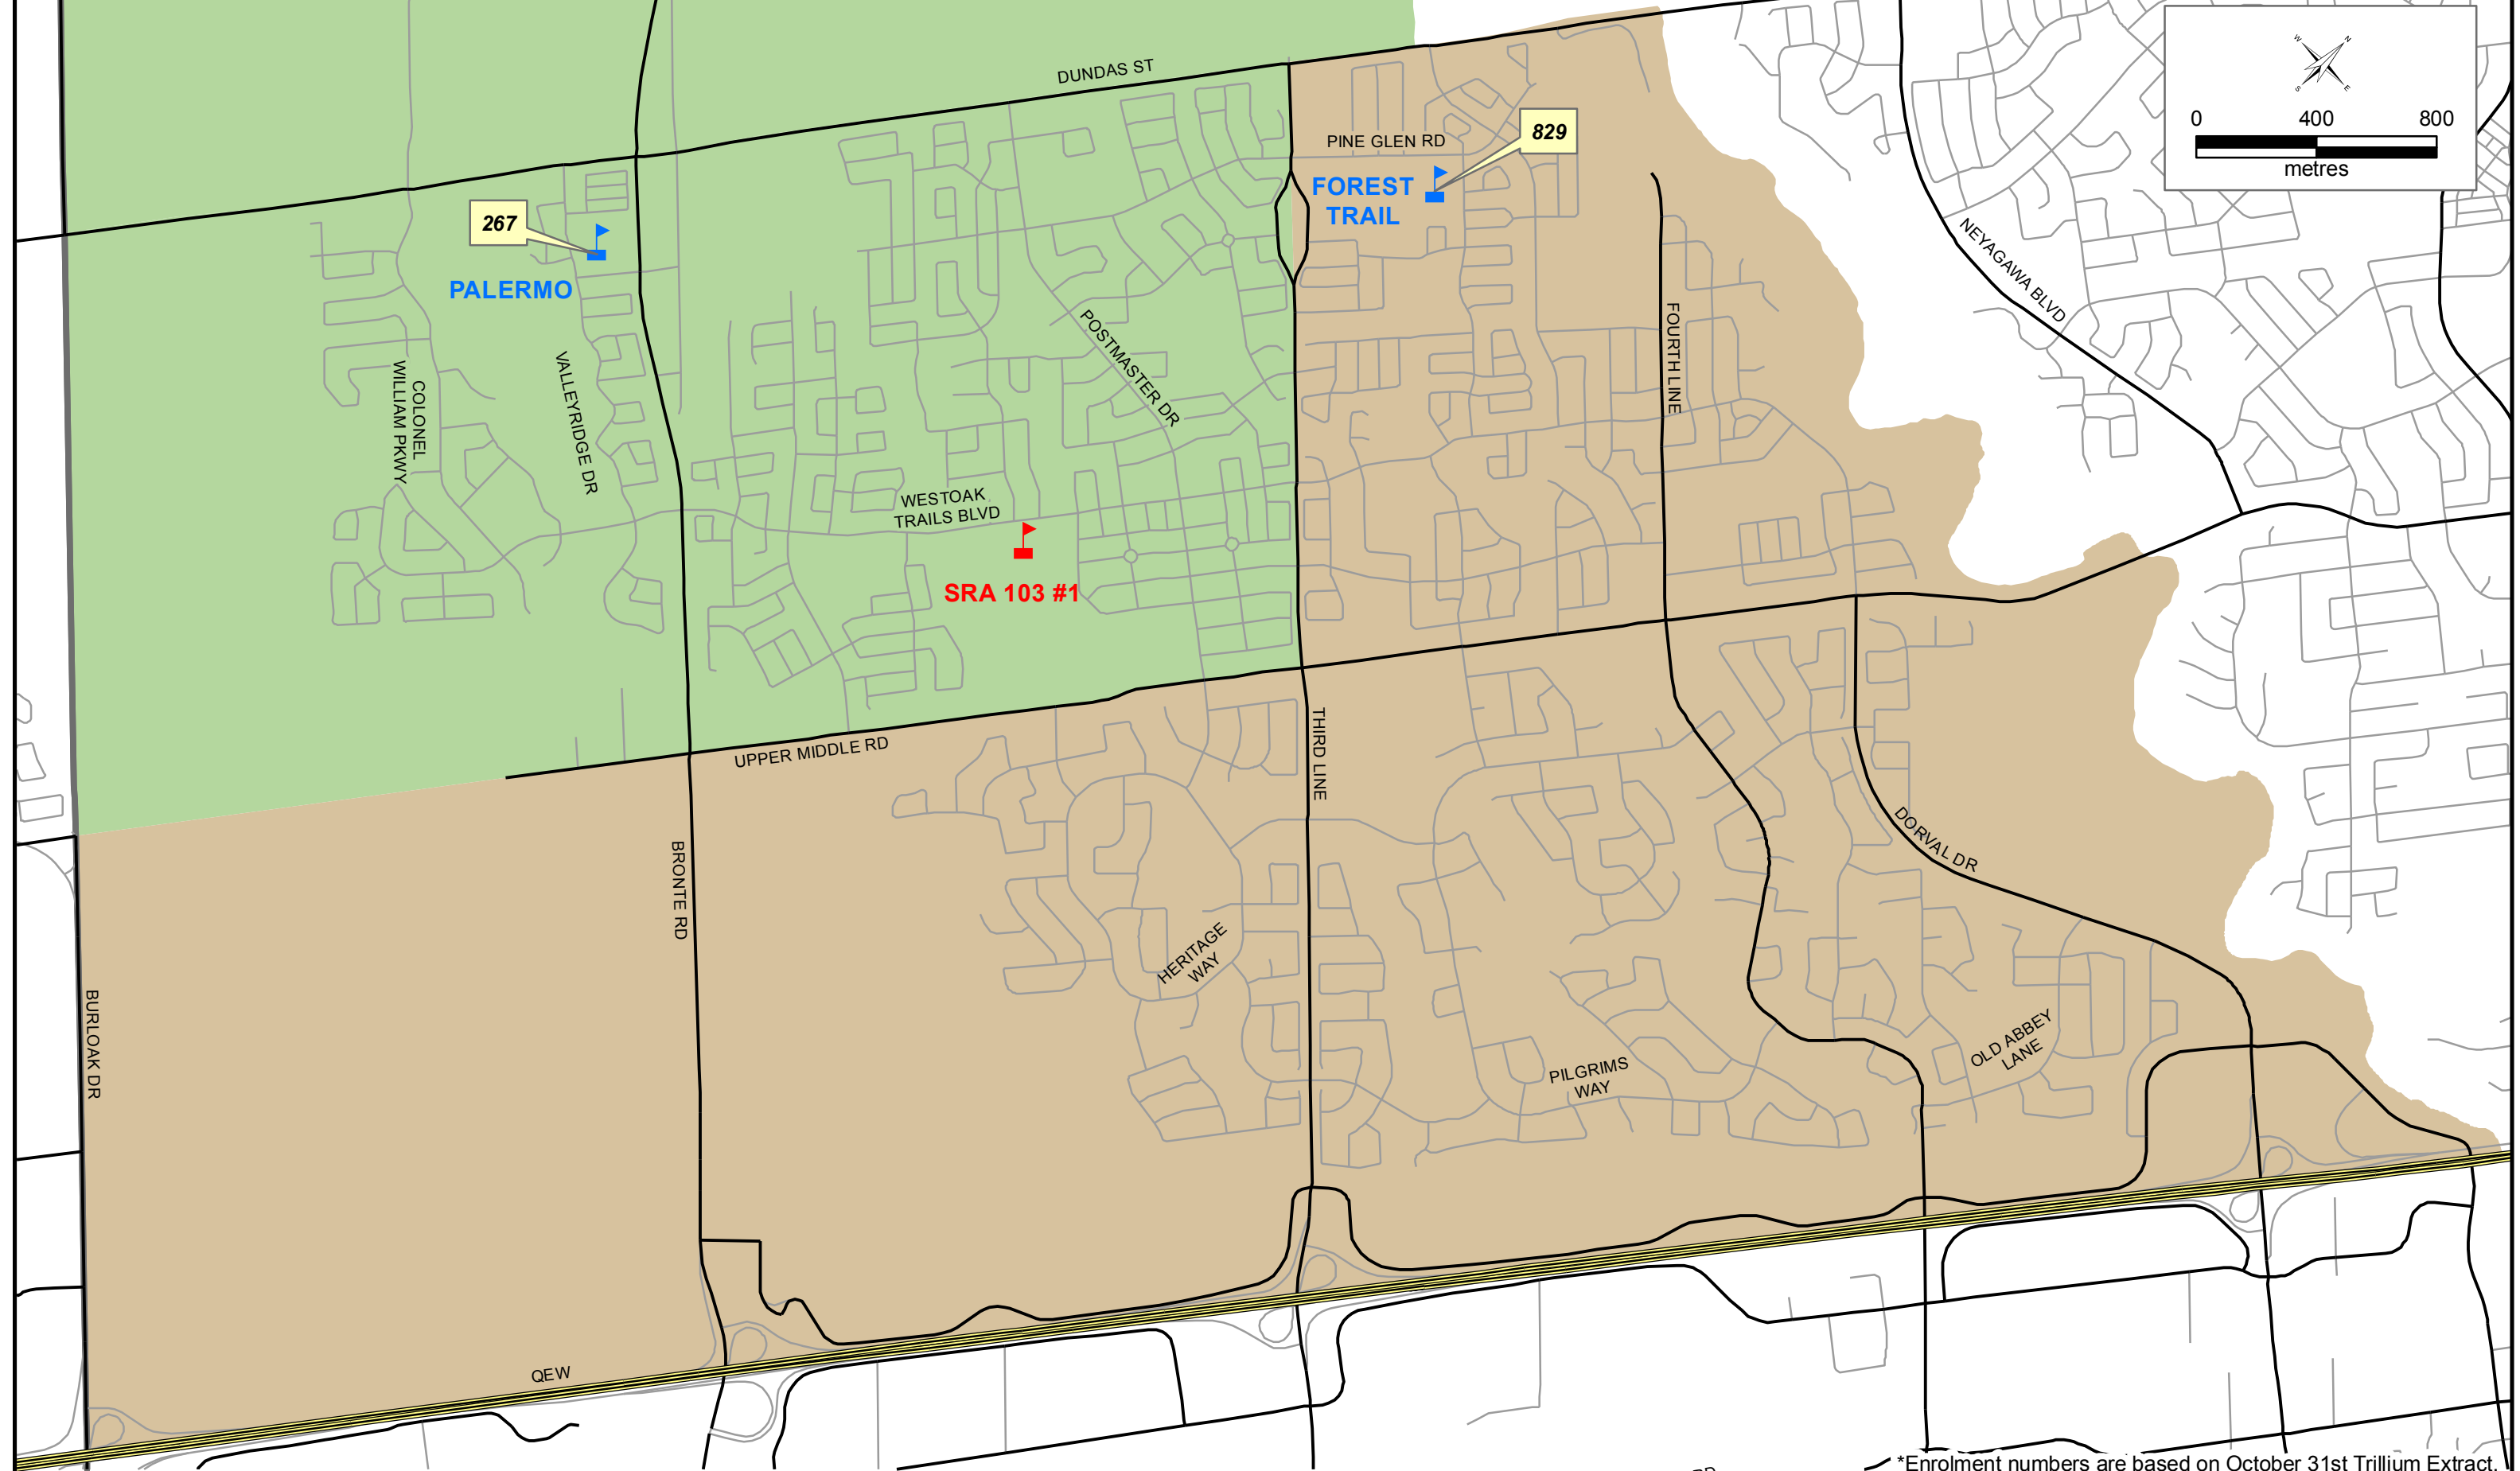 DUNDAS ST
W
N
S
E
0 400 800
metres
829
PINE GLEN RD
FOREST
TRAIL
267
PALERMO
NEYAGAWA BLVD
POSTMASTER DR
FOURTH LINE
COLONEL
WILLIAM PKWY
VALLEYRIDGE DR
WESTOAK
TRAILS BLVD
SRA 103 #1
UPPER MIDDLE RD
THIRD LINE
DORVAL DR
BRONTE RD
HERITAGE
WAY
BURLOAK DR
OLD ABBEY
LANE
PILGRIMS
WAY
QEW
*Enrolment numbers are based on October 31st Trillium Extract.